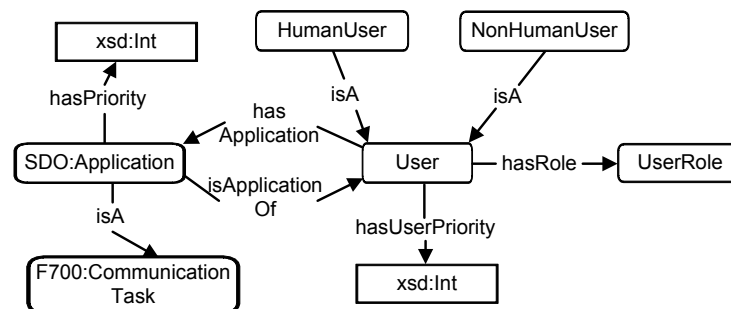 HumanUser
NonHumanUser
xsd:Int
isA
isA
hasPriority
has
Application
SDO:Application
User
hasRole
UserRole
isApplication
Of
isA
hasUserPriority
F700:Communication
Task
xsd:Int